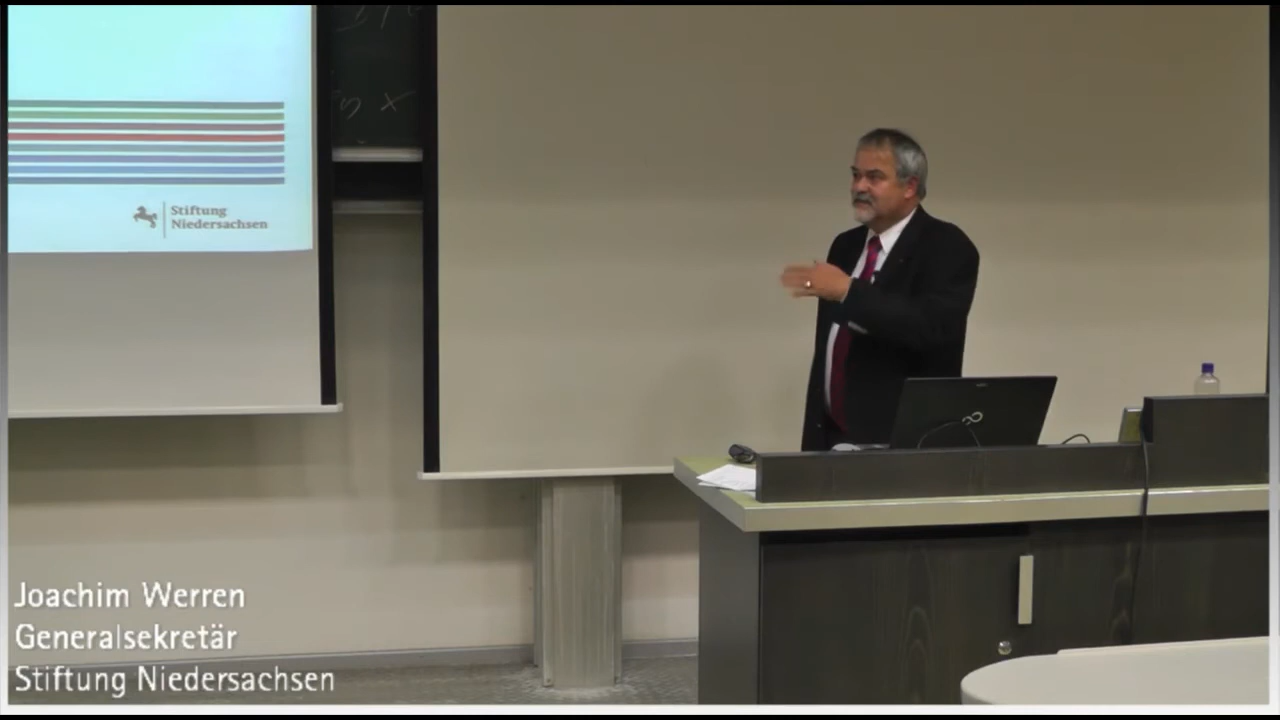 Stiftung
Niedersachsen
Joachim Werren
Generalsekretär
Stiftung Niedersachsen